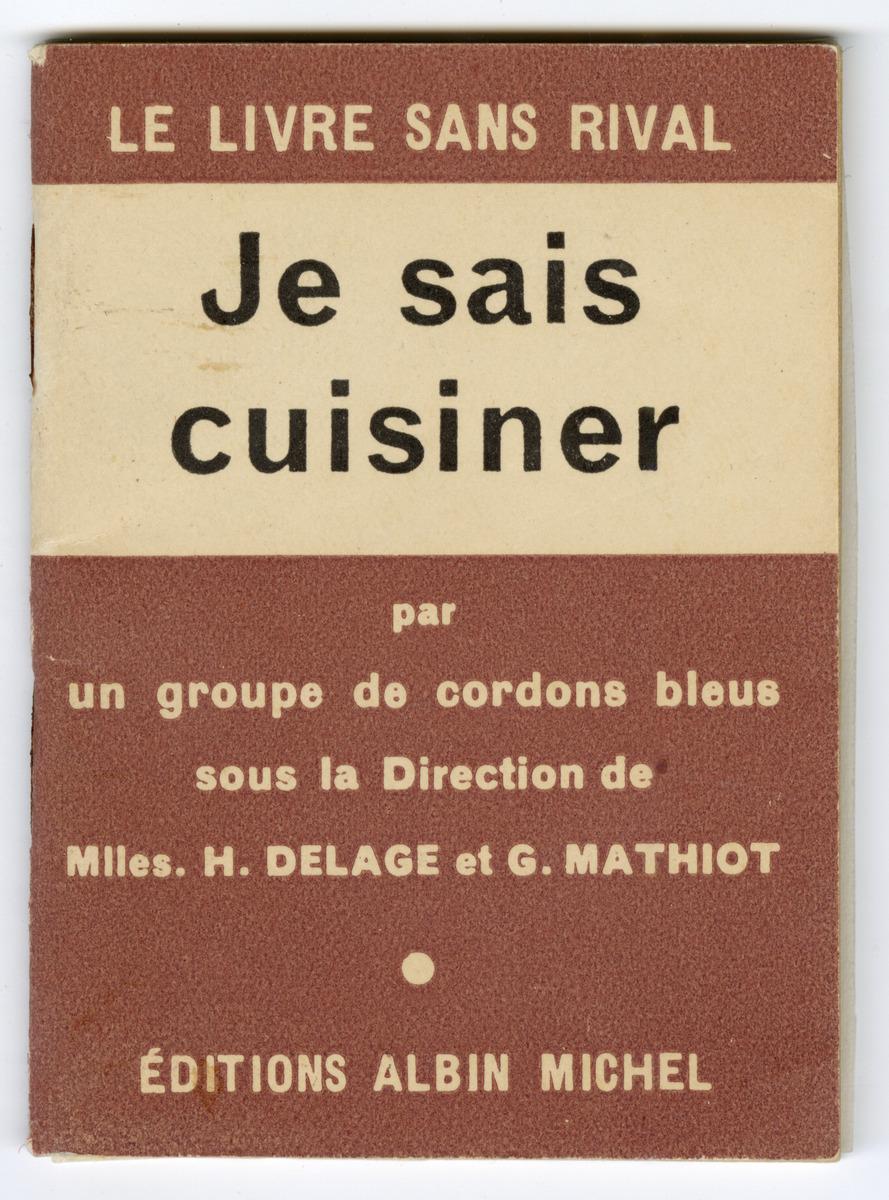 LE LIVRE SANS RIVAL
Je sais
cuisiner
par
un groupe de cordons bleus
sous la Direction de
Mlles. H. DELAGE et G. MATHIOT
ÉDITIONS ALBIN MICHEL